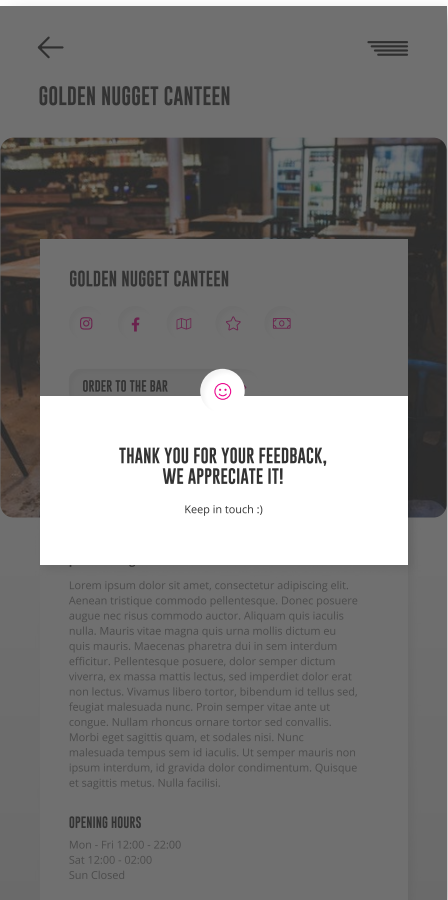 GOLDEN NUGGET CANTEEN
GOLDEN NUGGET CANTEEN
ORDER TO THE BAR
THANK YOU FOR YOUR FEEDBACK,
WE APPRECIATE IT!
Keep in touch :)
Lorem ipsum dolor sit amet, consectetur adipiscing elit.
Aenean tristique commodo pellentesque. Donec posuere
augue nec risus commodo auctor. Aliquam quis iaculis
nulla. Mauris vitae magna quis urna mollis dictum eu
quis mauris. Maecenas pharetra dui in sem interdum
efficitur. Pellentesque posuere, dolor semper dictum
viverra, ex massa mattis lectus, sed imperdiet dolor erat
non lectus. Vivamus libero tortor, bibendum id tellus sed,
feugiat malesuada nunc. Proin semper vitae ante ut
congue. Nullam rhoncus ornare tortor sed convallis.
Morbi eget sagittis quam, et sodales nisi. Nunc
malesuada tempus sem id iaculis. Ut semper mauris non
ipsum interdum, id gravida dolor condimentum. Quisque
et sagittis metus. Nulla facilisi.
OPENING HOURS
Mon - Fri 12:00 - 22:00
Sat 12:00 - 02:00
Sun Closed